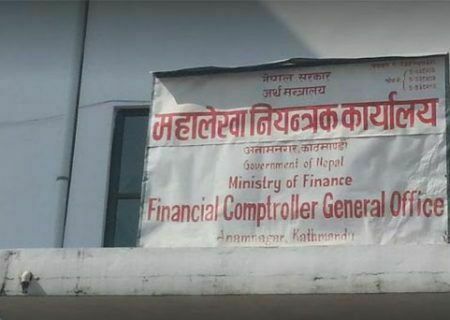 नेपाल सरकार
अर्थ मन्त्रालय
महालेखा नियन्त्रक कार्यालय
अनामनगर, काठमाण्डौ
Government of Nepal
Ministry of Finance
Financial Comptroller General Office
Anamnagar, Kathmandu